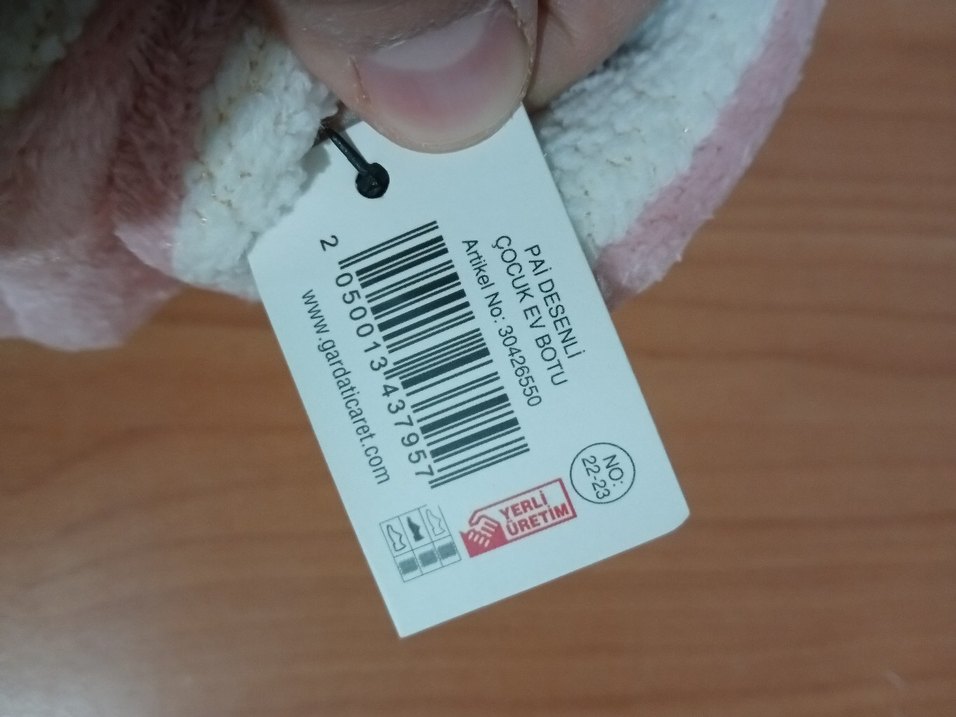 PAİ DESENLİ
ÇOCUK EV BOTU
Artikel No: 30426550
2 050013 437957
www.gardaticaret.com
NO:
22-23
YERLİ
ÜRETİM